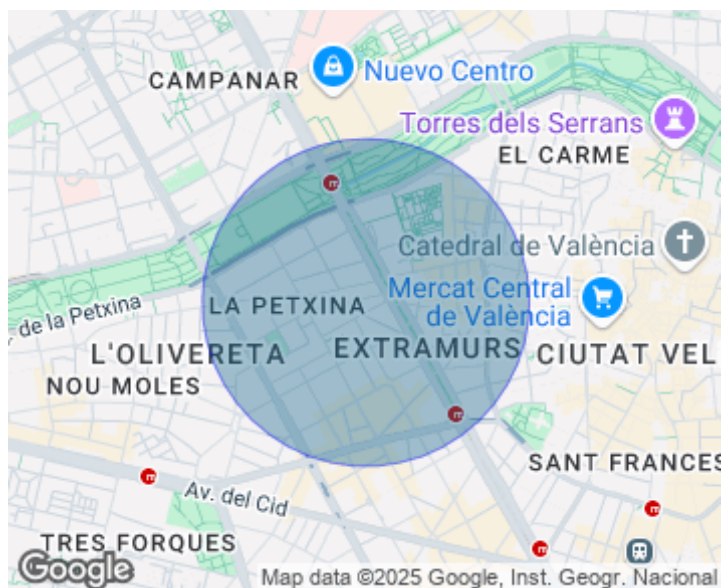 CAMPANAR
Nuevo Centro
Torres dels Serrans
EL CARME
Catedral de València
LA PETXINA
Mercat Central
de València
de la Petxina
L'OLIVERETA
EXTRAMURS
CIUTAT VEL
NOU MOLES
SANT FRANCES
Av. del Cid
TRES FORQUES
Google
Map data ©2025 Google, Inst. Geogr. Nacional